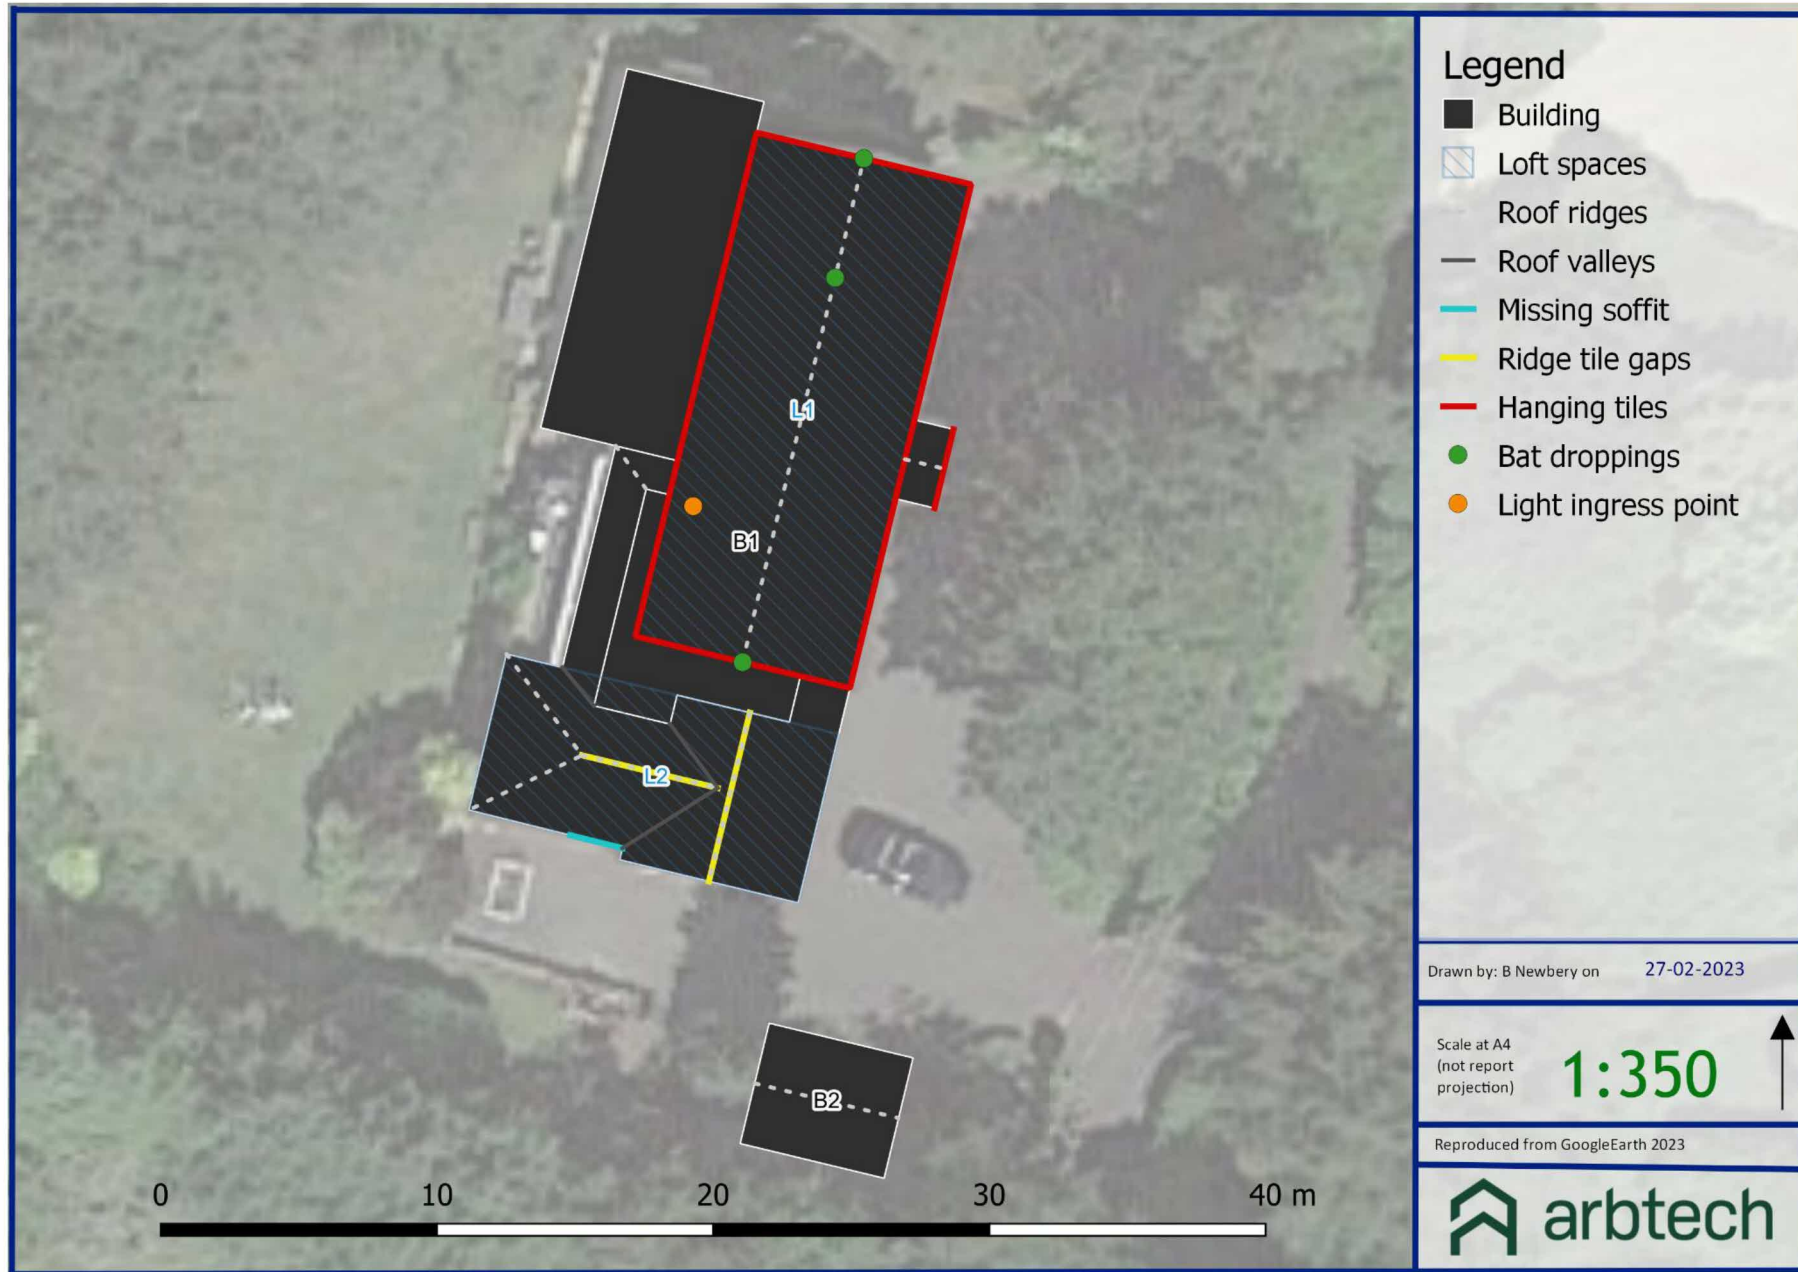 Legend
Building
Loft spaces
Roof ridges
Roof valleys
Missing soffit
Ridge tile gaps
Hanging tiles
Bat droppings
Light ingress point
L1
B1
L2
B2
0 10 20 30 40 m
Drawn by: B Newbery on 27-02-2023
Scale at A4
(not report
projection)
1:350
Reproduced from GoogleEarth 2023
arbtech